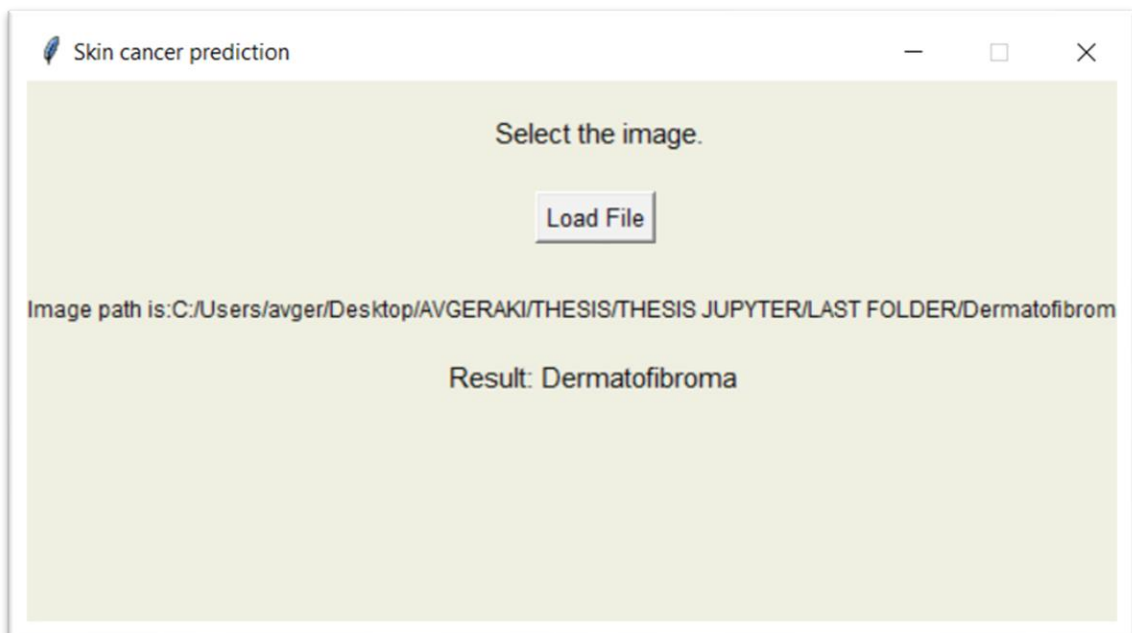 Skin cancer prediction
Select the image.
Load File
Image path is:C:/Users/avger/Desktop/AVGERAKI/THESIS/THESIS JUPYTER/LAST FOLDER/Dermatofibrom
Result: Dermatofibroma